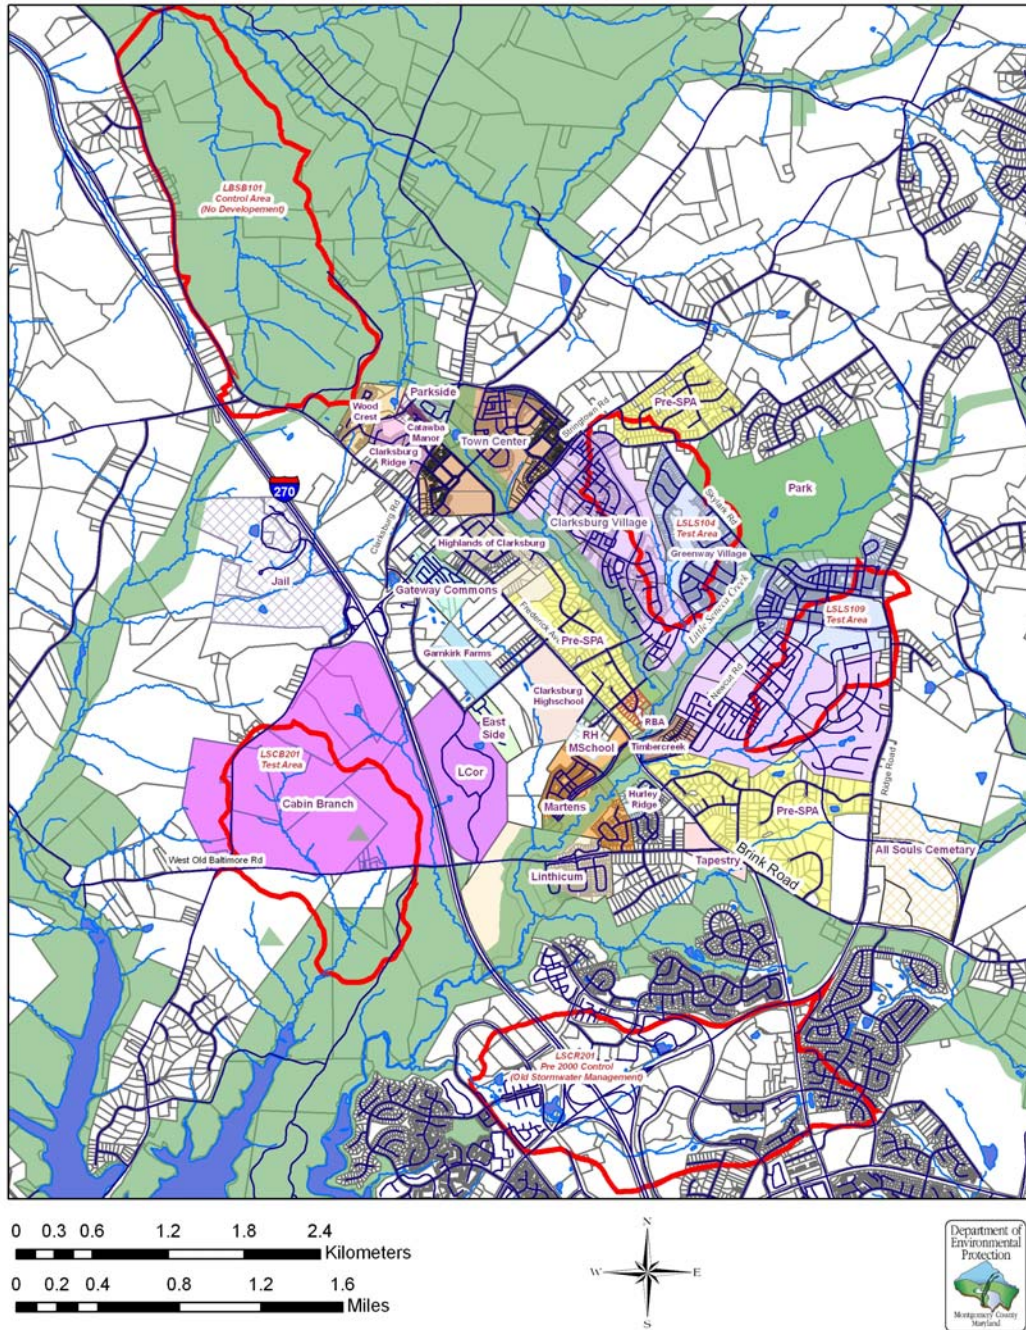 LBSB101
Control Area
(No Developement)
Parkside
Wood
Crest
Catawba
Manor
Clarksburg
Ridge
Town Center
Stringtown Rd
Pre-SPA
Park
Skylark Rd
270
Clarksburg Rd
Clarksburg Village
LSLS104
Test Area
Greenway Village
Highlands of Clarksburg
Jail
Gateway Commons
Little Seneca Creek
LSLS109
Test Area
Frederick Ave
Pre-SPA
Garnkirk Farms
Newcut Rd
Clarksburg
Highschool
RBA
East
Side
RH
MSchool
Timbercreek
LSCB201
Test Area
LCor
Ridge Road
Cabin Branch
Martens
Hurley
Ridge
Pre-SPA
West Old Baltimore Rd
Linthicum
Tapestry
Brink Road
All Souls Cemetary
LSCR201
Pre 2000 Control
(Old Stormwater Management)
0 0.3 0.6 1.2 1.8 2.4
Kilometers
0 0.2 0.4 0.8 1.2 1.6
Miles
N
W E
S
Department of
Environmental
Protection
Montgomery County
Maryland